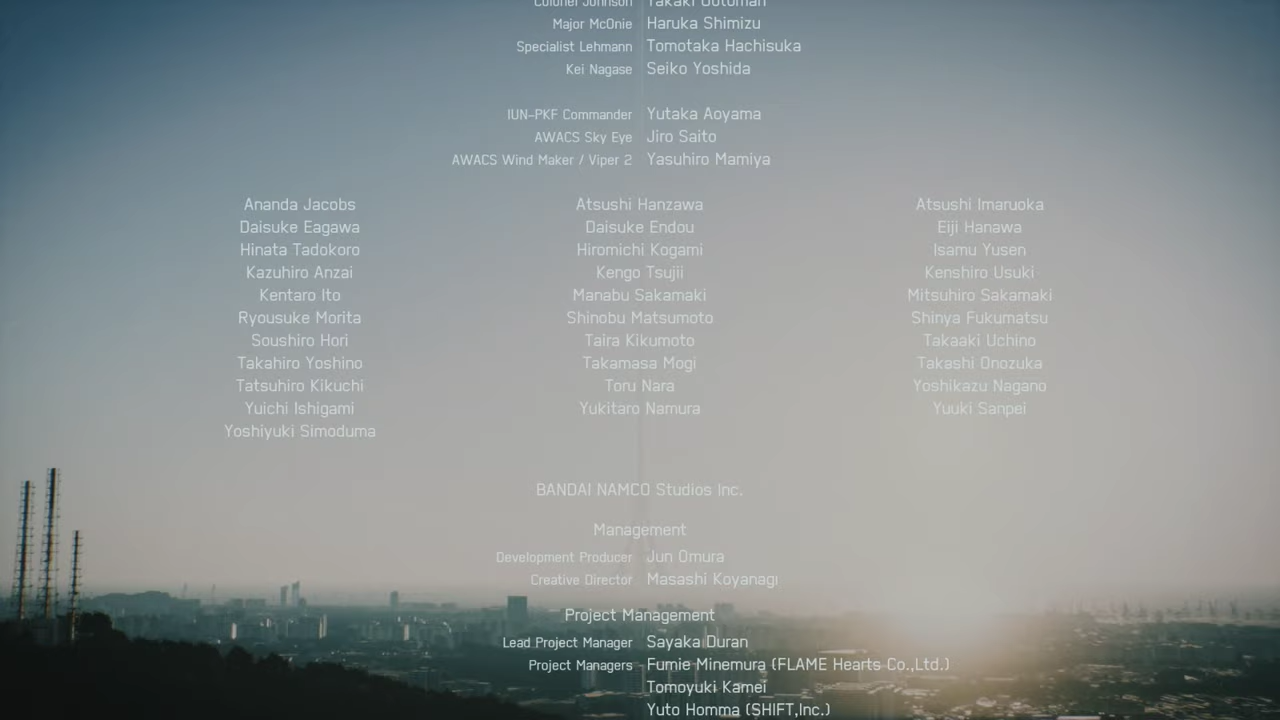 Colonel Johnson Takaki Ootomari
Major McOnie Haruka Shimizu
Specialist Lehmann Tomotaka Hachisuka
Kei Nagase Seiko Yoshida
IUN-PKF Commander Yutaka Aoyama
AWACS Sky Eye Jiro Saito
AWACS Wind Maker / Viper 2 Yasuhiro Mamiya
Ananda Jacobs Atsushi Hanzawa Atsushi Imaruoka
Daisuke Eagawa Daisuke Endou Eiji Hanawa
Hinata Tadokoro Hiromichi Kogami Isamu Yusen
Kazuhiro Anzai Kengo Tsujii Kenshiro Usuki
Kentaro Ito Manabu Sakamaki Mitsuhiro Sakamaki
Ryousuke Morita Shinobu Matsumoto Shinya Fukumatsu
Soushiro Hori Taira Kikumoto Takaaki Uchino
Takahiro Yoshino Takamasa Mogi Takashi Onozuka
Tatsuhiro Kikuchi Toru Nara Yoshikazu Nagano
Yuichi Ishigami Yukitaro Namura Yuuki Sanpei
Yoshiyuki Simoduma
BANDAI NAMCO Studios Inc.
Management
Development Producer Jun Omura
Creative Director Masashi Koyanagi
Project Management
Lead Project Manager Sayaka Duran
Project Managers Fumie Minemura (FLAME Hearts Co.,Ltd.)
Tomoyuki Kamei
Yuto Homma (SHIFT,Inc.)